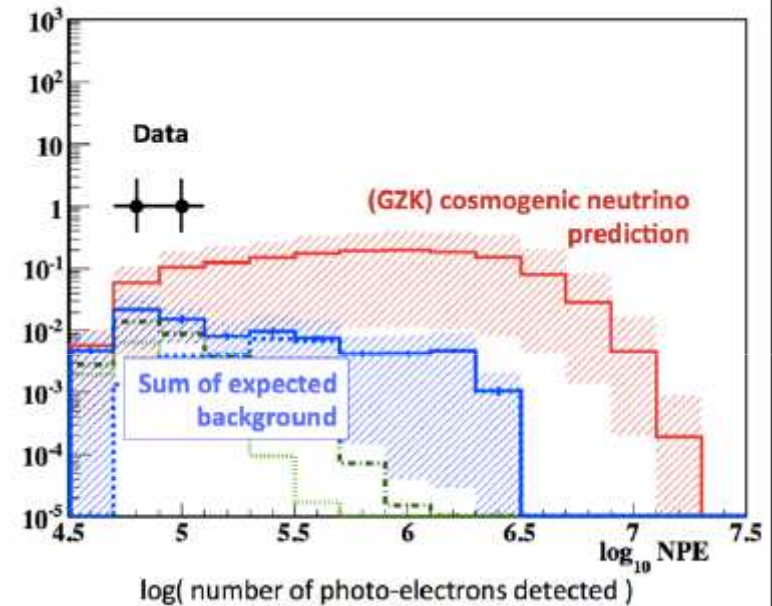 10³
10²
10
1
10⁻¹
10⁻²
10⁻³
10⁻⁴
10⁻⁵
Data
(GZK) cosmogenic neutrino
prediction
Sum of expected
background
4.5 5 5.5 6 6.5 7 7.5
log₁₀ NPE
log( number of photo-electrons detected )